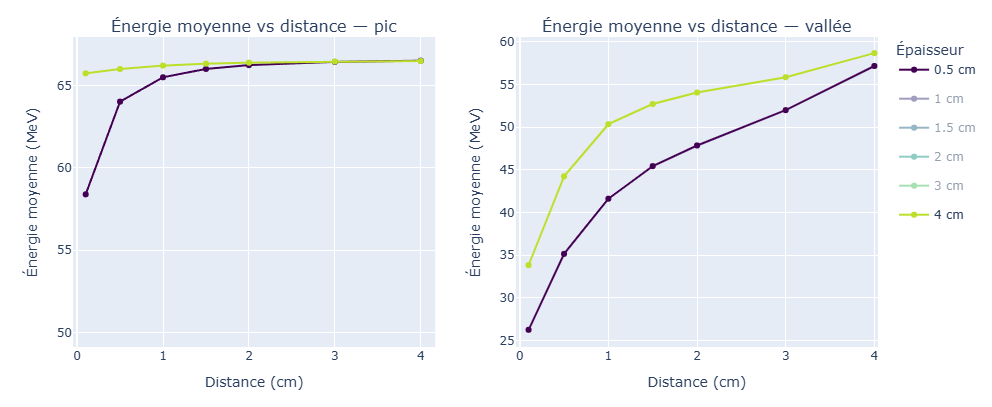 Énergie moyenne vs distance — pic
Énergie moyenne (MeV)
65
60
55
50
0 1 2 3 4
Distance (cm)
Énergie moyenne vs distance — vallée
Énergie moyenne (MeV)
60
55
50
45
40
35
30
25
0 1 2 3 4
Distance (cm)
Épaisseur
0.5 cm
1 cm
1.5 cm
2 cm
3 cm
4 cm